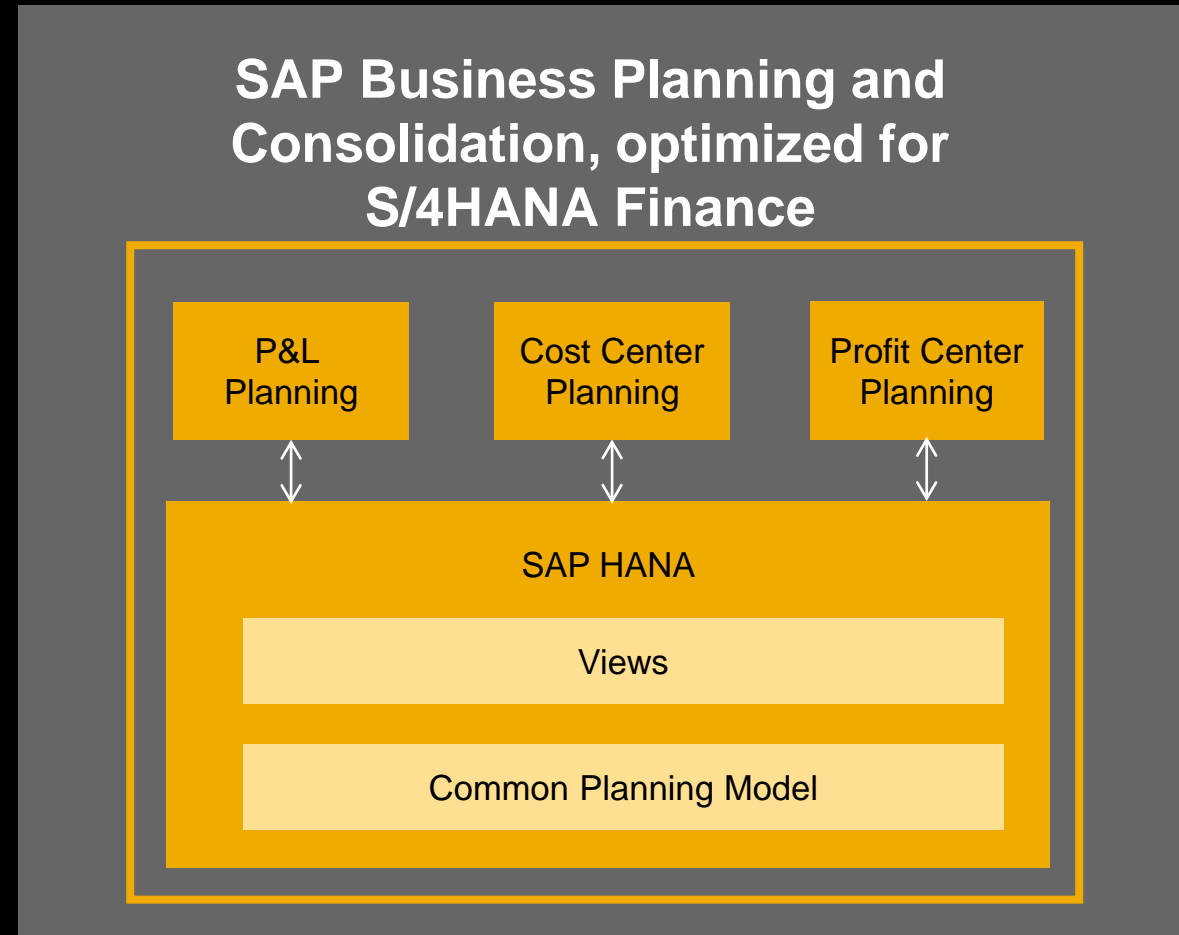 SAP Business Planning and
Consolidation, optimized for
S/4HANA Finance
P&L
Planning
Cost Center
Planning
Profit Center
Planning
SAP HANA
Views
Common Planning Model